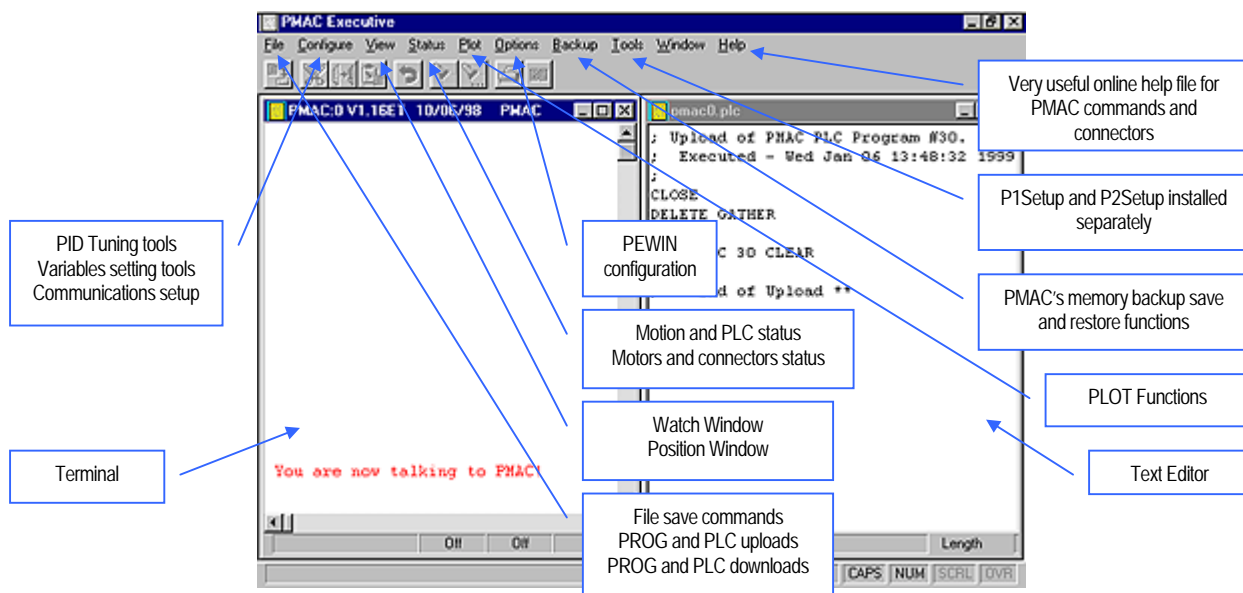 PMAC Executive
File Configure View Status Plot Options Backup Tools Window Help
PMAC:0 V1.16E1 10/06/98 PMAC
pmac0.plc
; Upload of PMAC PLC Program #30.
; Executed - Wed Jan 06 13:48:32 1999
;
CLOSE
DELETE GATHER
C 30 CLEAR
d of Upload **
You are now talking to PMAC!
Off Off
Length
CAPS NUM SCRL OVR
Very useful online help file for
PMAC commands and
connectors
P1Setup and P2Setup installed
separately
PMAC's memory backup save
and restore functions
PLOT Functions
Text Editor
PID Tuning tools
Variables setting tools
Communications setup
Terminal
PEWIN
configuration
Motion and PLC status
Motors and connectors status
Watch Window
Position Window
File save commands
PROG and PLC uploads
PROG and PLC downloads